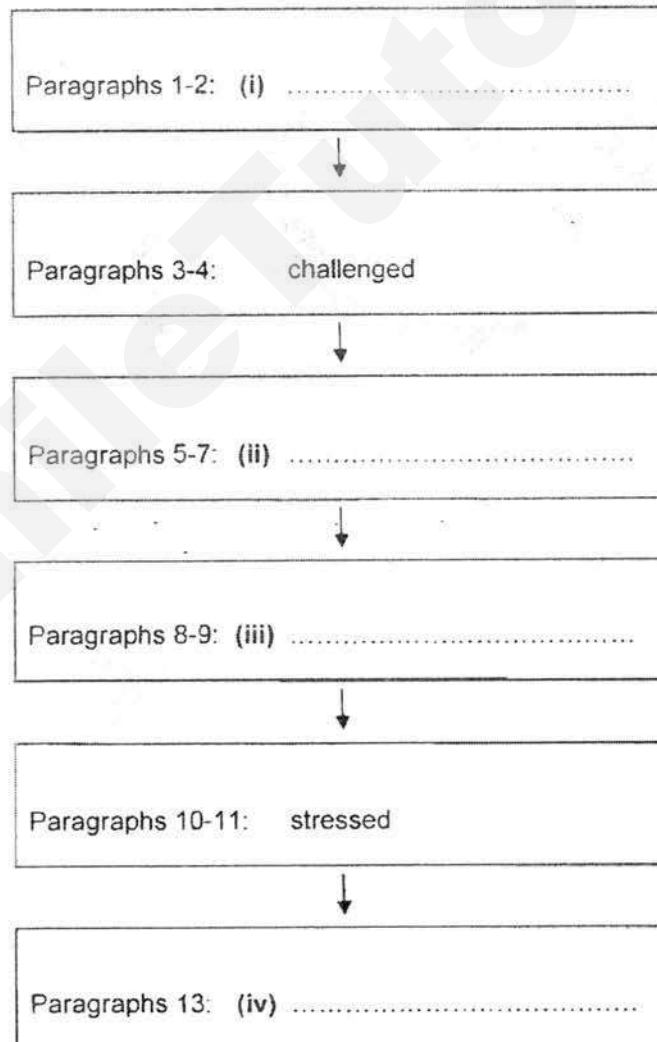 Paragraphs 1-2: (i) ....................................
Paragraphs 3-4: challenged
Paragraphs 5-7: (ii) ....................................
Paragraphs 8-9: (iii) ....................................
Paragraphs 10-11: stressed
Paragraphs 13: (iv) ....................................